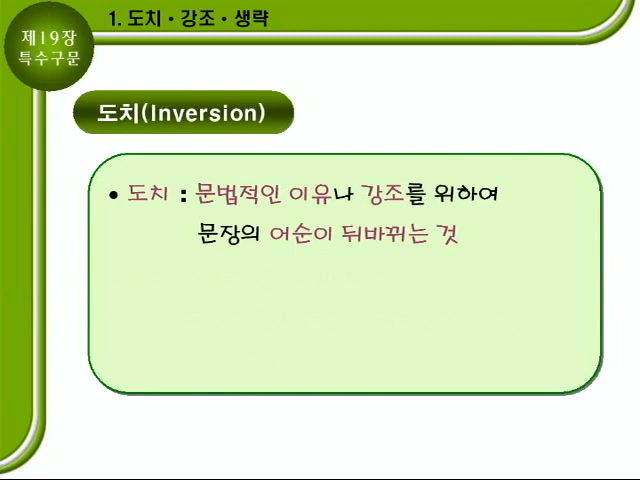 제19장
특수구문
1. 도치 • 강조 • 생략
도치(Inversion)
• 도치 : 문법적인 이유나 강조를 위하여
문장의 어순이 뒤바뀌는 것